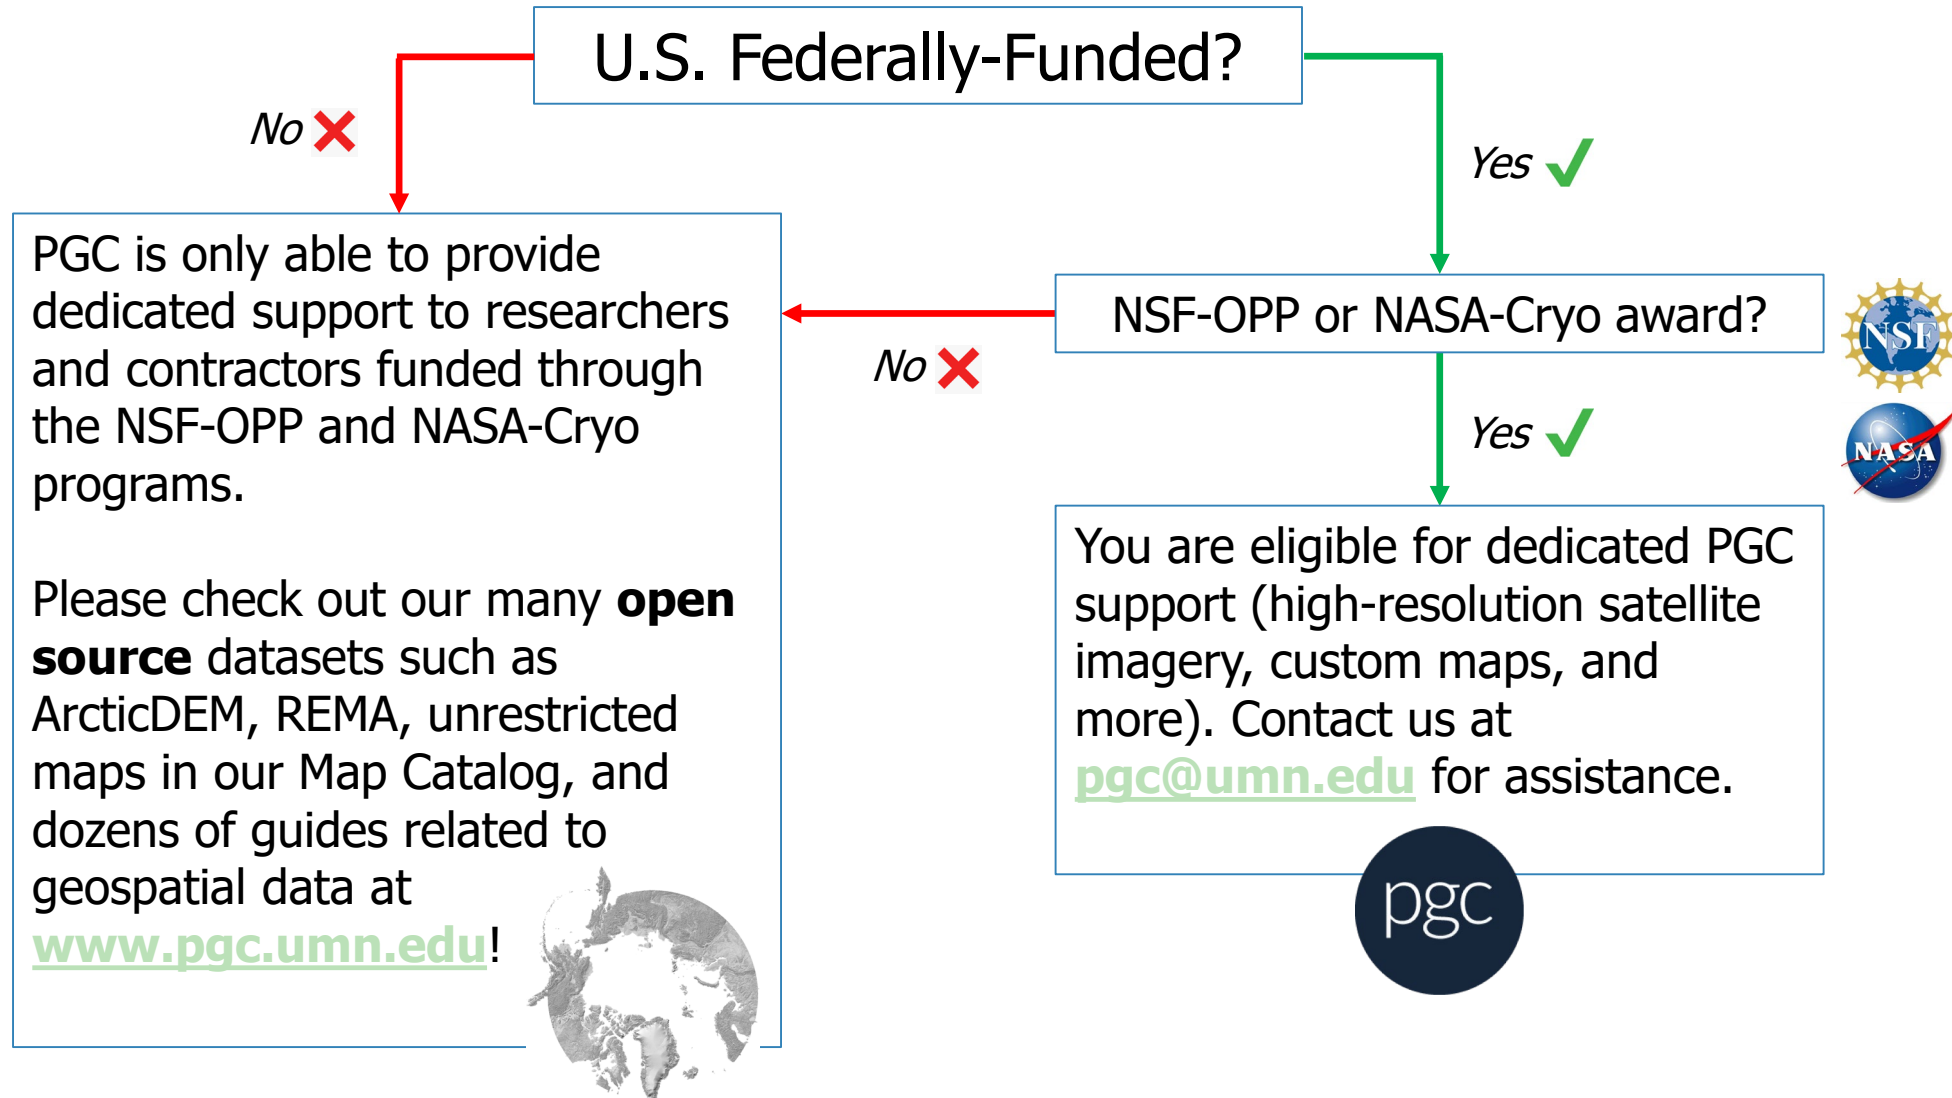 U.S. Federally-Funded?
No
Yes
PGC is only able to provide
dedicated support to researchers
and contractors funded through
the NSF-OPP and NASA-Cryo
programs.
Please check out our many open
source datasets such as
ArcticDEM, REMA, unrestricted
maps in our Map Catalog, and
dozens of guides related to
geospatial data at
www.pgc.umn.edu!
NSF-OPP or NASA-Cryo award?
No
Yes
NSF
NASA
You are eligible for dedicated PGC
support (high-resolution satellite
imagery, custom maps, and
more). Contact us at
pgc@umn.edu for assistance.
pgc